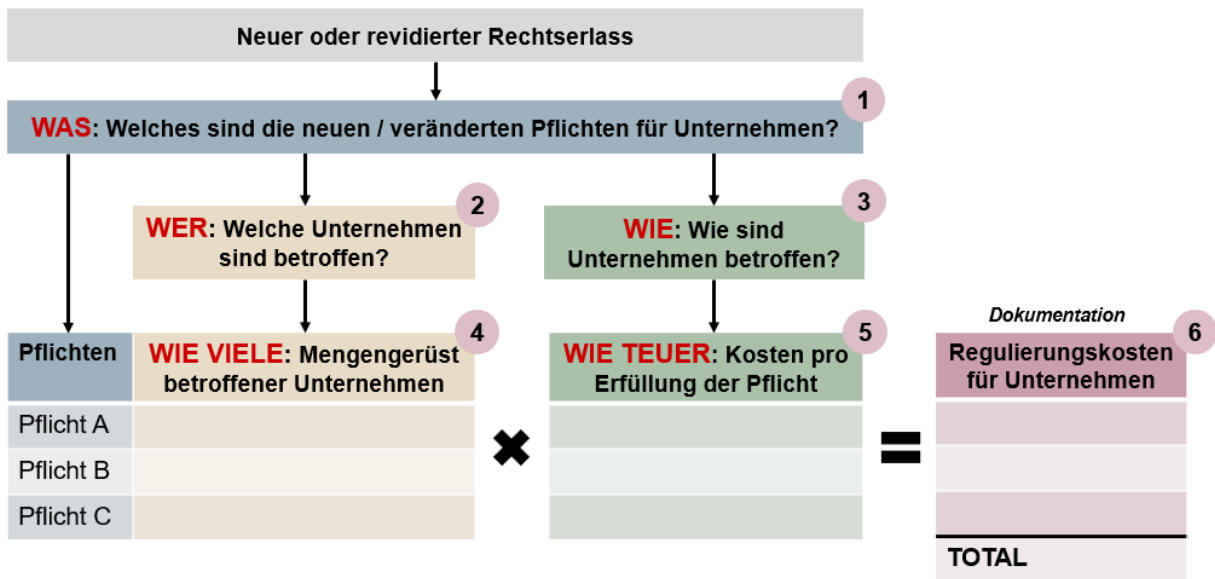 Neuer oder revidierter Rechtserlass
1
WAS: Welches sind die neuen / veränderten Pflichten für Unternehmen?
2
WER: Welche Unternehmen
sind betroffen?
3
WIE: Wie sind
Unternehmen betroffen?
Pflichten
4
WIE VIELE: Mengengerüst
betroffener Unternehmen
5
WIE TEUER: Kosten pro
Erfüllung der Pflicht
Dokumentation
6
Regulierungskosten
für Unternehmen
Pflicht A
Pflicht B
Pflicht C
✖
=
TOTAL